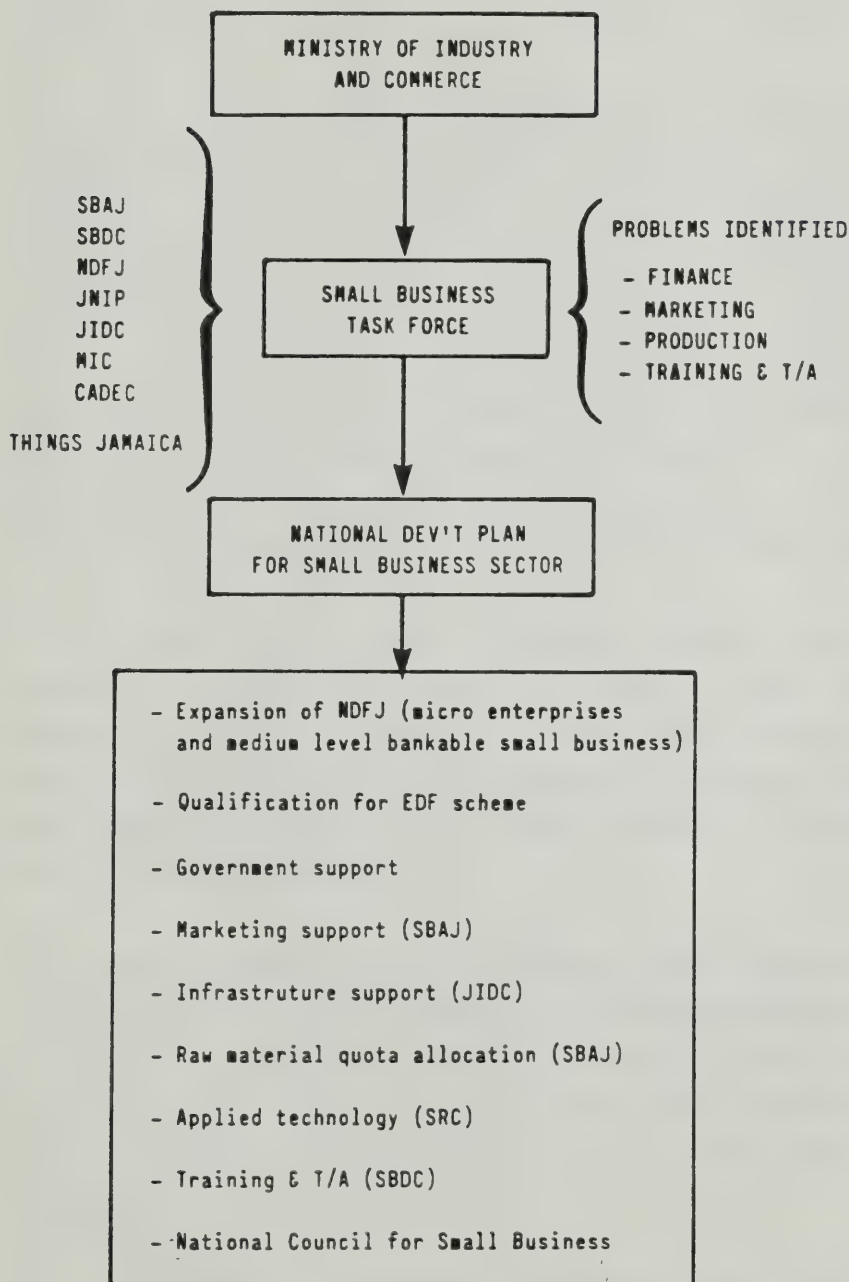 MINISTRY OF INDUSTRY
AND COMMERCE
SBAJ
SBDC
NDFJ
JNIP
JIDC
MIC
CADEC
THINGS JAMAICA
SMALL BUSINESS
TASK FORCE
PROBLEMS IDENTIFIED
- FINANCE
- MARKETING
- PRODUCTION
- TRAINING & T/A
NATIONAL DEV'T PLAN
FOR SMALL BUSINESS SECTOR
- Expansion of NDFJ (micro enterprises
and medium level bankable small business)
- Qualification for EDF scheme
- Government support
- Marketing support (SBAJ)
- Infrastruture support (JIDC)
- Raw material quota allocation (SBAJ)
- Applied technology (SRC)
- Training & T/A (SBDC)
- National Council for Small Business